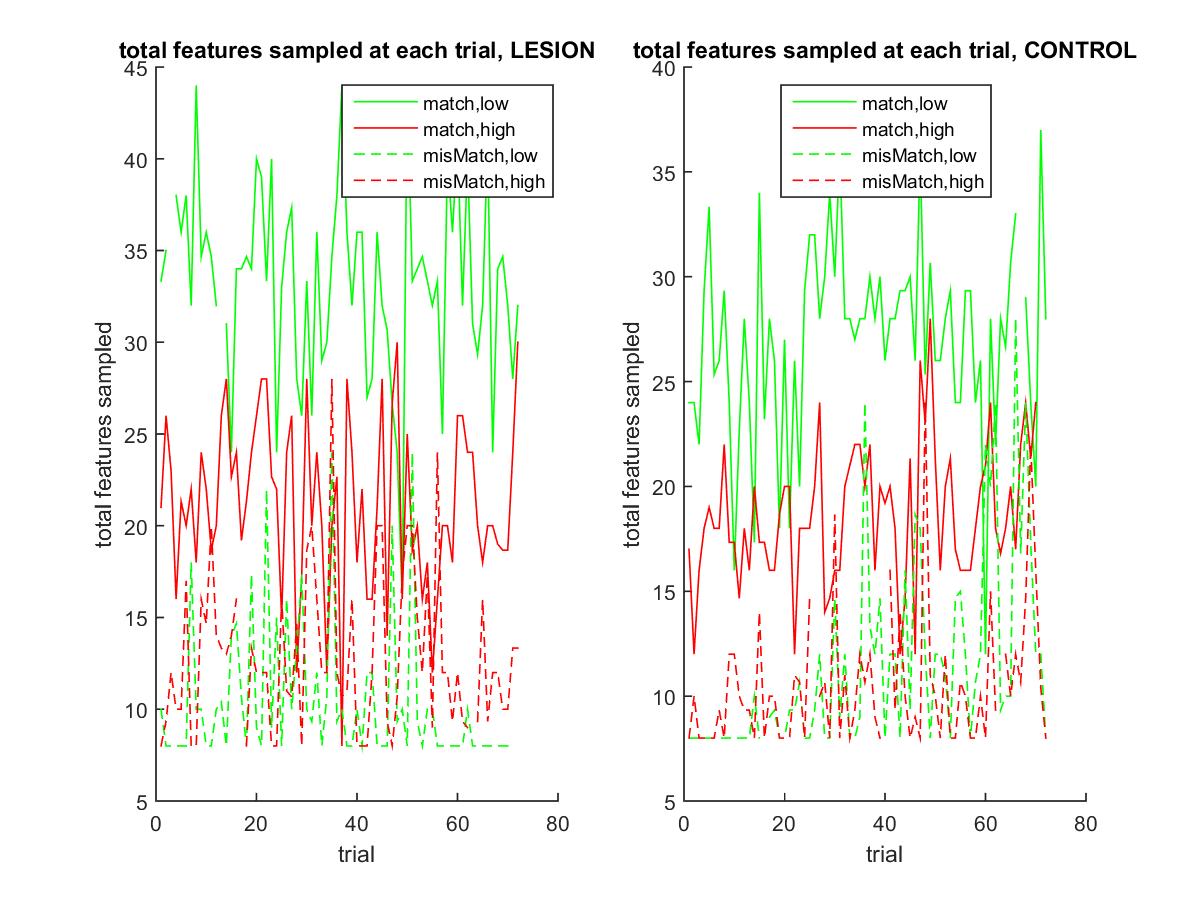 total features sampled at each trial, LESION
45
40
35
30
25
20
15
10
5
0
20
40
60
80
total features sampled
trial
match,low
match,high
misMatch,low
misMatch,high
total features sampled at each trial, CONTROL
40
35
30
25
20
15
10
5
0
20
40
60
80
total features sampled
trial
match,low
match,high
misMatch,low
misMatch,high